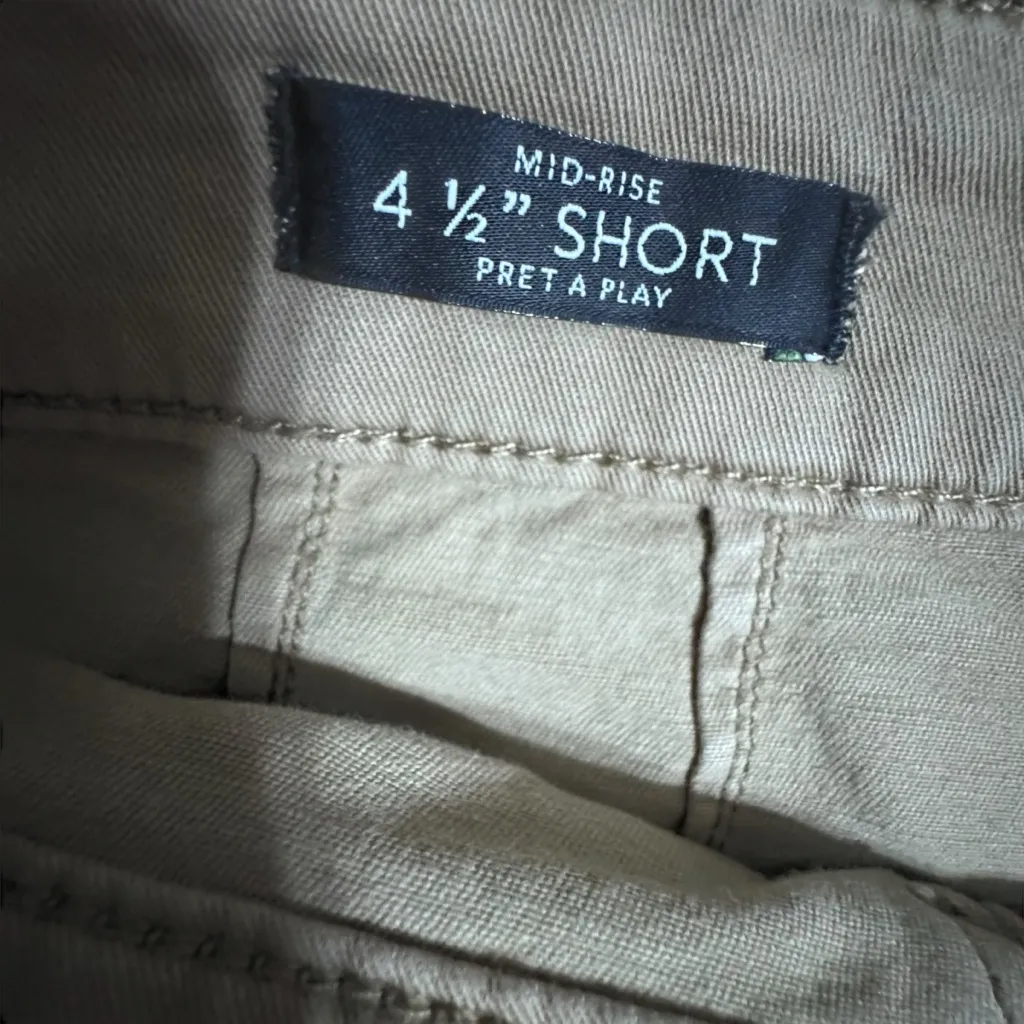 MID-RISE
4 ½” SHORT
PRET A PLAY